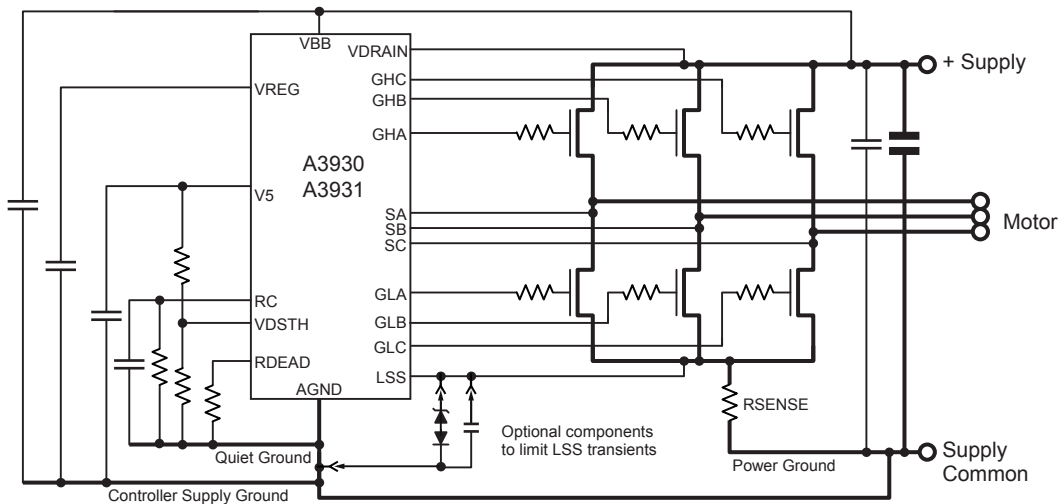 VBB
VDRAIN
+ Supply
GHC
VREG
GHB
GHA
A3930
A3931
V5
SA
SB
SC
Motor
GLA
RC
GLB
VDSTH
GLC
RDEAD
LSS
AGND
RSENSE
Optional components
to limit LSS transients
Quiet Ground
Power Ground
Supply
Common
Controller Supply Ground